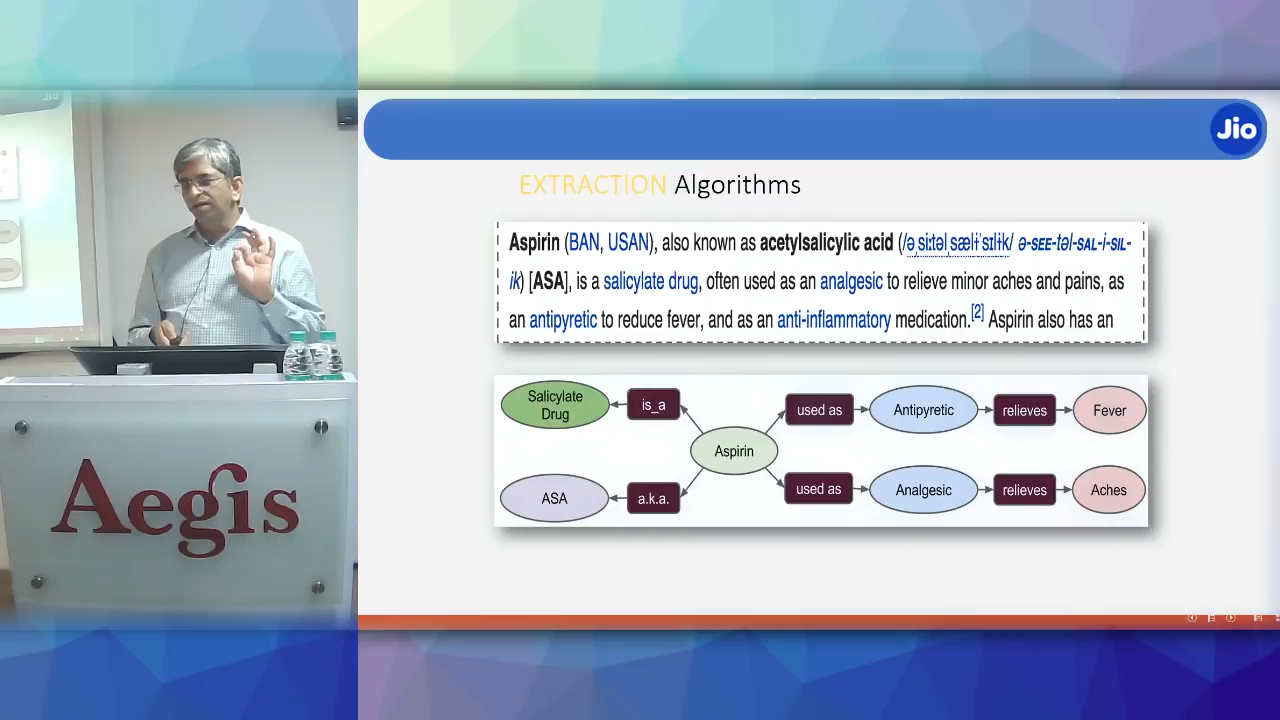 Jio
Jio
EXTRACTION Algorithms
Aspirin (BAN, USAN), also known as acetylsalicylic acid (/əˌsiːtəlˌsælɨˈsɪlɨk/ ə-SEE-təl-SAL-i-SIL-
ik) [ASA], is a salicylate drug, often used as an analgesic to relieve minor aches and pains, as
an antipyretic to reduce fever, and as an anti-inflammatory medication.[2] Aspirin also has an
Salicylate
Drug
is_a
used as
Antipyretic
relieves
Fever
Aspirin
ASA
a.k.a.
used as
Analgesic
relieves
Aches
Aegis